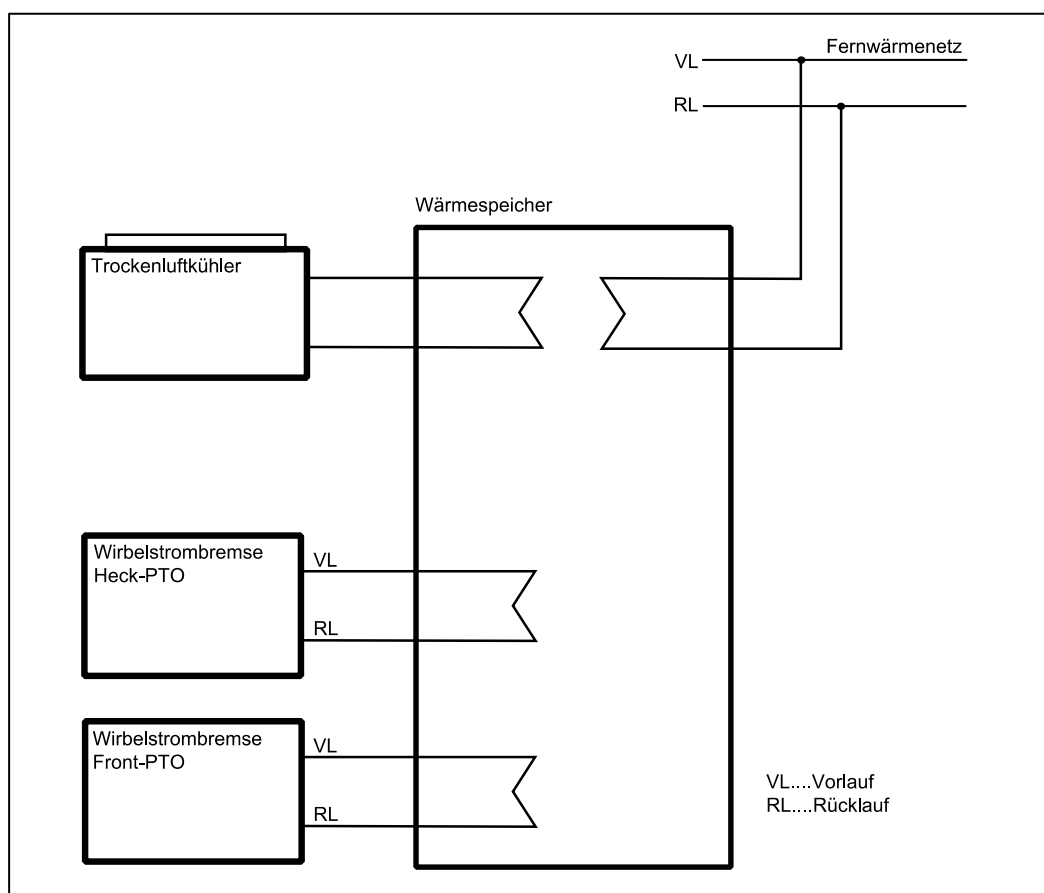 Fernwärmenetz
VL
RL
Wärmespeicher
Trockenluftkühler
Wirbelstrombremse
Heck-PTO
VL
RL
Wirbelstrombremse
Front-PTO
VL
RL
VL....Vorlauf
RL....Rücklauf